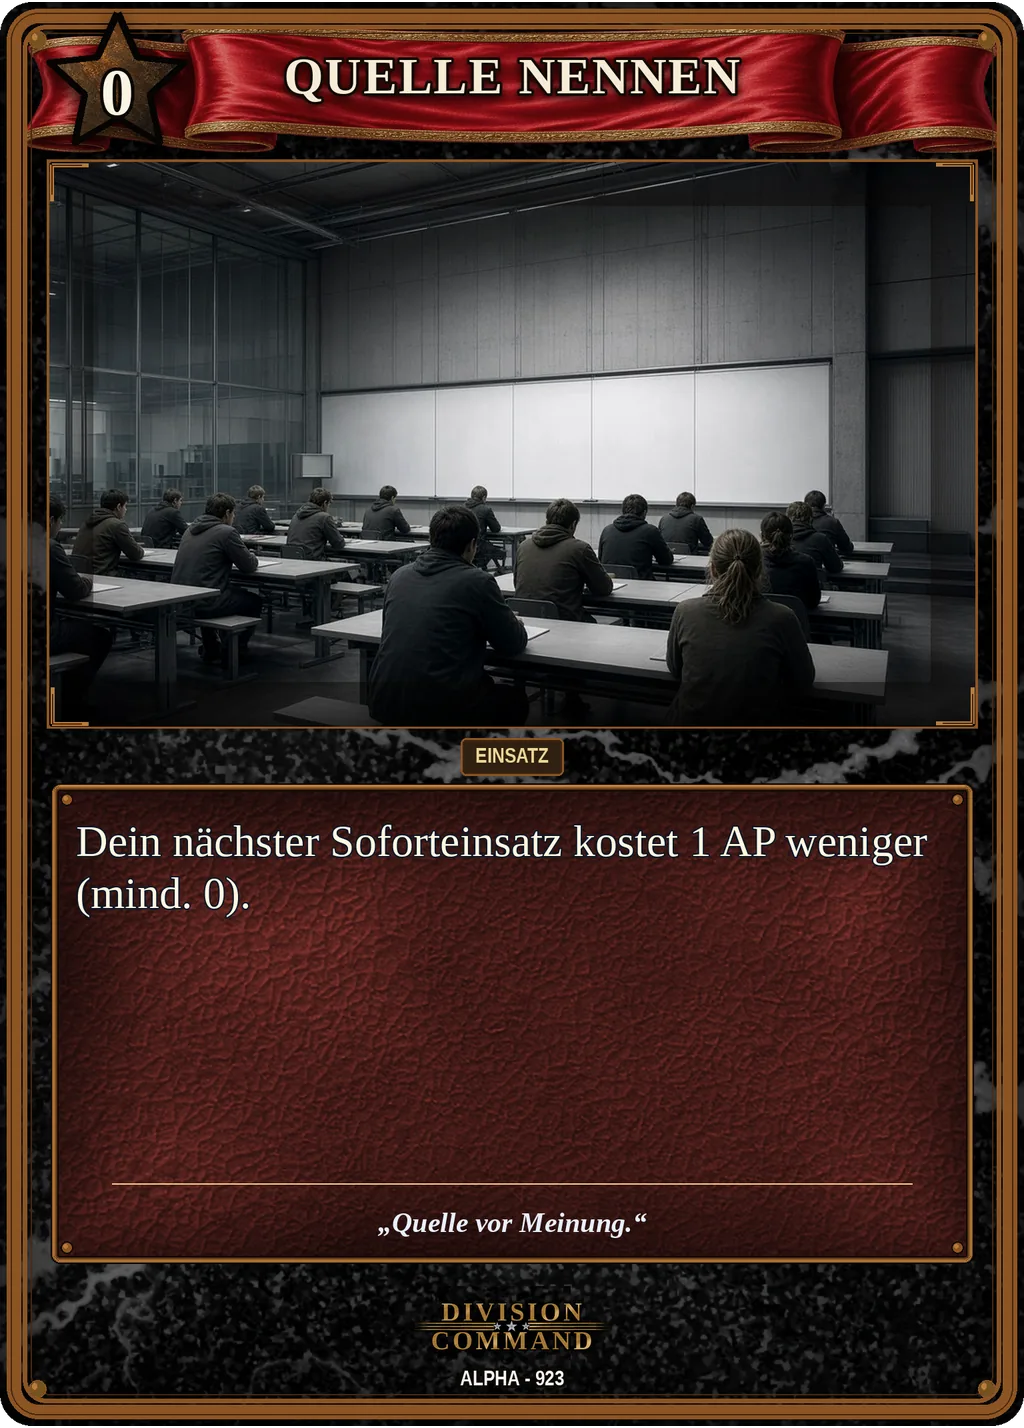 0
QUELLE NENNEN
EINSATZ
Dein nächster Soforteinsatz kostet 1 AP weniger
(mind. 0).
„Quelle vor Meinung.“
DIVISION
COMMAND
ALPHA - 923